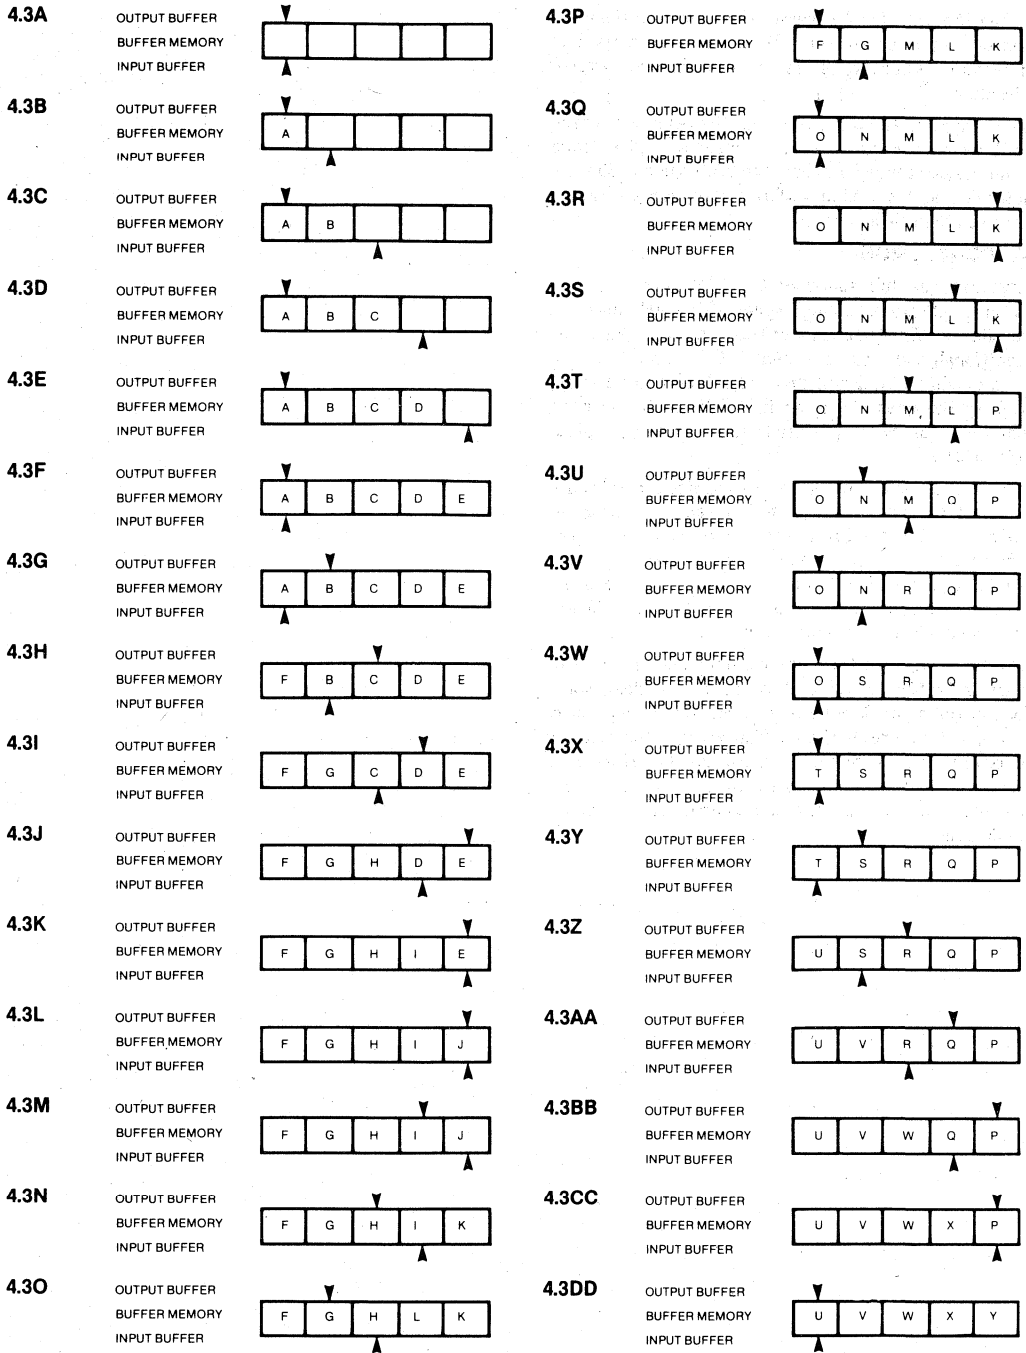 4.3A
OUTPUT BUFFER
BUFFER MEMORY
INPUT BUFFER
4.3B
OUTPUT BUFFER
BUFFER MEMORY A
INPUT BUFFER
4.3C
OUTPUT BUFFER
BUFFER MEMORY A B
INPUT BUFFER
4.3D
OUTPUT BUFFER
BUFFER MEMORY A B C
INPUT BUFFER
4.3E
OUTPUT BUFFER
BUFFER MEMORY A B C D
INPUT BUFFER
4.3F
OUTPUT BUFFER
BUFFER MEMORY A B C D E
INPUT BUFFER
4.3G
OUTPUT BUFFER
BUFFER MEMORY A B C D E
INPUT BUFFER
4.3H
OUTPUT BUFFER
BUFFER MEMORY F B C D E
INPUT BUFFER
4.3I
OUTPUT BUFFER
BUFFER MEMORY F G C D E
INPUT BUFFER
4.3J
OUTPUT BUFFER
BUFFER MEMORY F G H D E
INPUT BUFFER
4.3K
OUTPUT BUFFER
BUFFER MEMORY F G H I E
INPUT BUFFER
4.3L
OUTPUT BUFFER
BUFFER MEMORY F G H I J
INPUT BUFFER
4.3M
OUTPUT BUFFER
BUFFER MEMORY F G H I J
INPUT BUFFER
4.3N
OUTPUT BUFFER
BUFFER MEMORY F G H I K
INPUT BUFFER
4.3O
OUTPUT BUFFER
BUFFER MEMORY F G H L K
INPUT BUFFER
4.3P
OUTPUT BUFFER
BUFFER MEMORY F G M L K
INPUT BUFFER
4.3Q
OUTPUT BUFFER
BUFFER MEMORY O N M L K
INPUT BUFFER
4.3R
OUTPUT BUFFER
BUFFER MEMORY O N M L K
INPUT BUFFER
4.3S
OUTPUT BUFFER
BUFFER MEMORY O N M L K
INPUT BUFFER
4.3T
OUTPUT BUFFER
BUFFER MEMORY O N M L P
INPUT BUFFER
4.3U
OUTPUT BUFFER
BUFFER MEMORY O N M Q P
INPUT BUFFER
4.3V
OUTPUT BUFFER
BUFFER MEMORY O N R Q P
INPUT BUFFER
4.3W
OUTPUT BUFFER
BUFFER MEMORY O S R Q P
INPUT BUFFER
4.3X
OUTPUT BUFFER
BUFFER MEMORY T S R Q P
INPUT BUFFER
4.3Y
OUTPUT BUFFER
BUFFER MEMORY T S R Q P
INPUT BUFFER
4.3Z
OUTPUT BUFFER
BUFFER MEMORY U S R Q P
INPUT BUFFER
4.3AA
OUTPUT BUFFER
BUFFER MEMORY U V R Q P
INPUT BUFFER
4.3BB
OUTPUT BUFFER
BUFFER MEMORY U V W Q P
INPUT BUFFER
4.3CC
OUTPUT BUFFER
BUFFER MEMORY U V W X P
INPUT BUFFER
4.3DD
OUTPUT BUFFER
BUFFER MEMORY U V W X Y
INPUT BUFFER